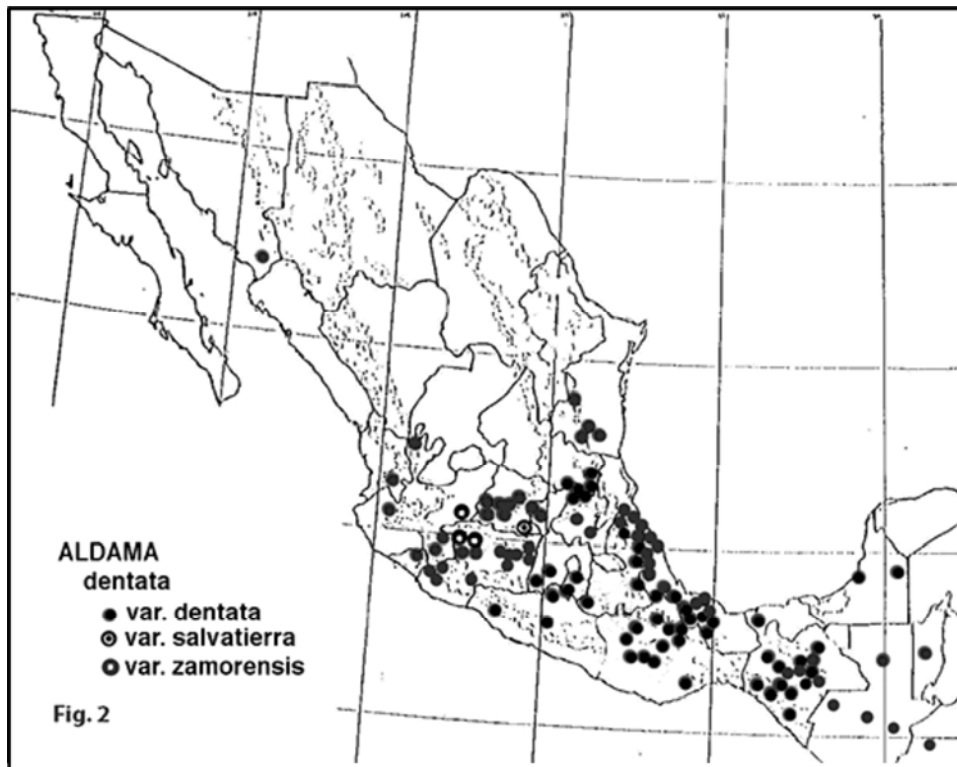 ALDAMA
dentata
var. dentata
var. salvatierra
var. zamorensis
Fig. 2